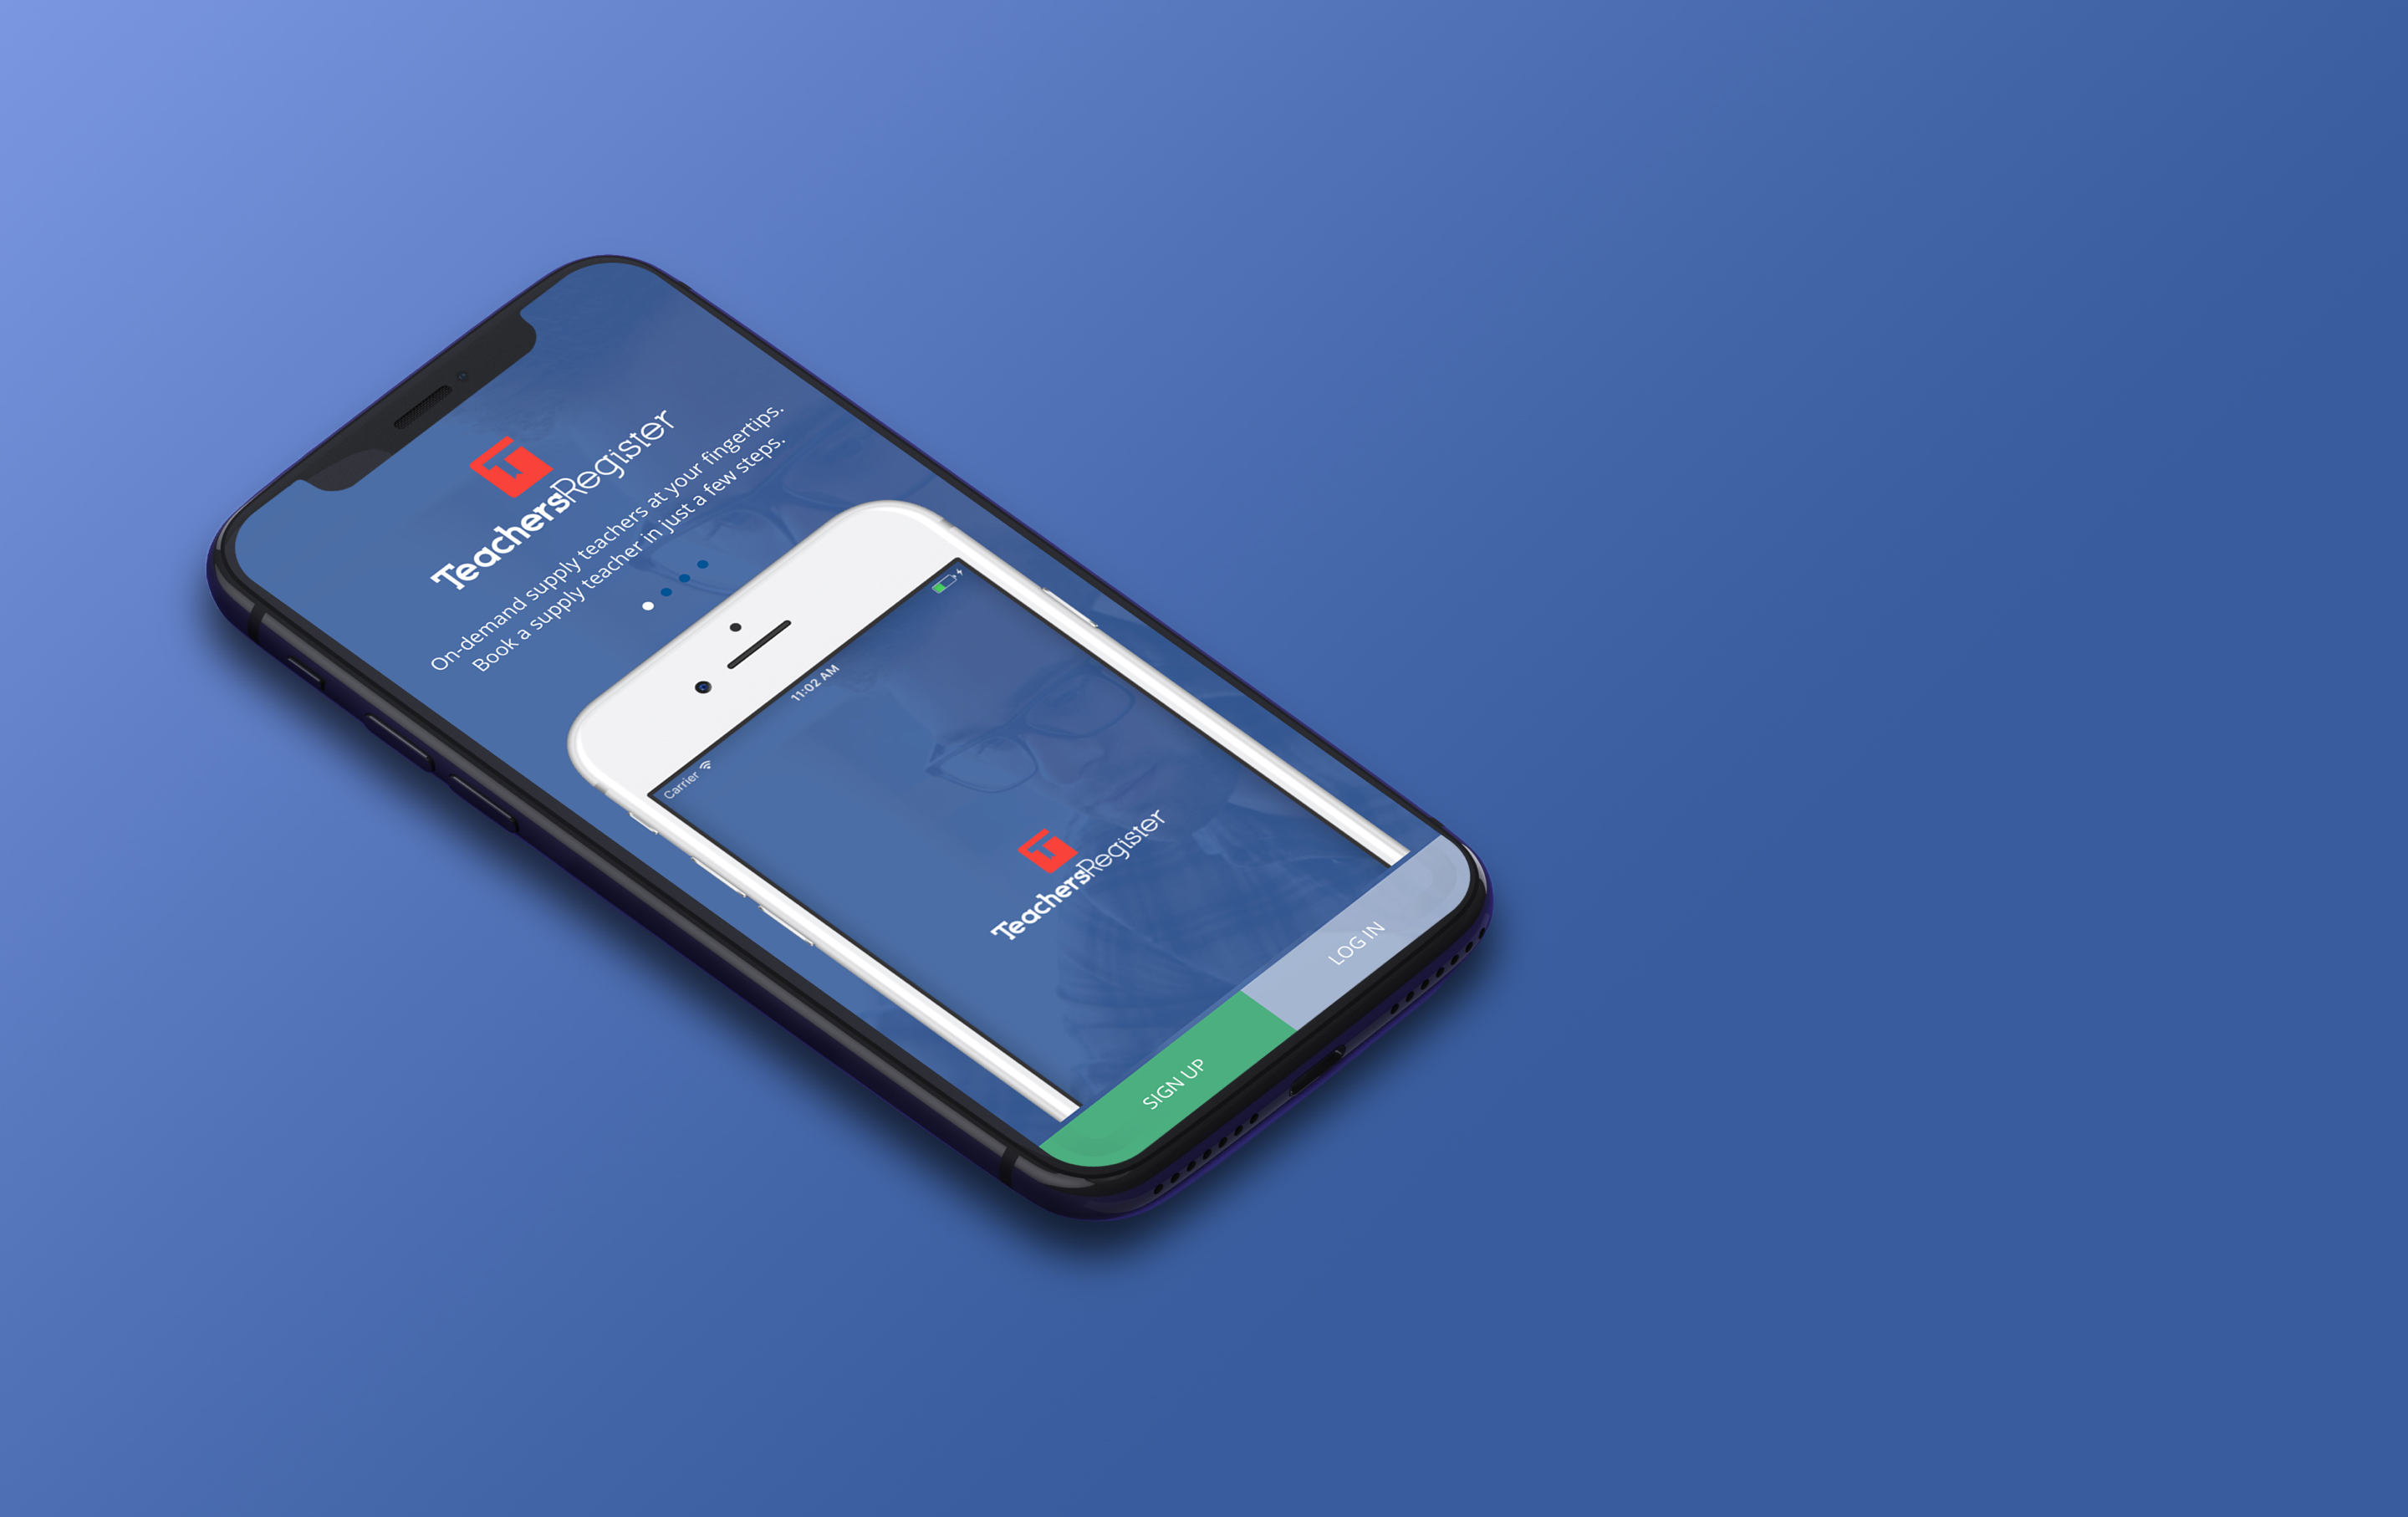 TeachersRegister
On-demand supply teachers at your fingertips.
Book a supply teacher in just a few steps.
Carrier
11:02 AM
TeachersRegister
SIGN UP
LOG IN